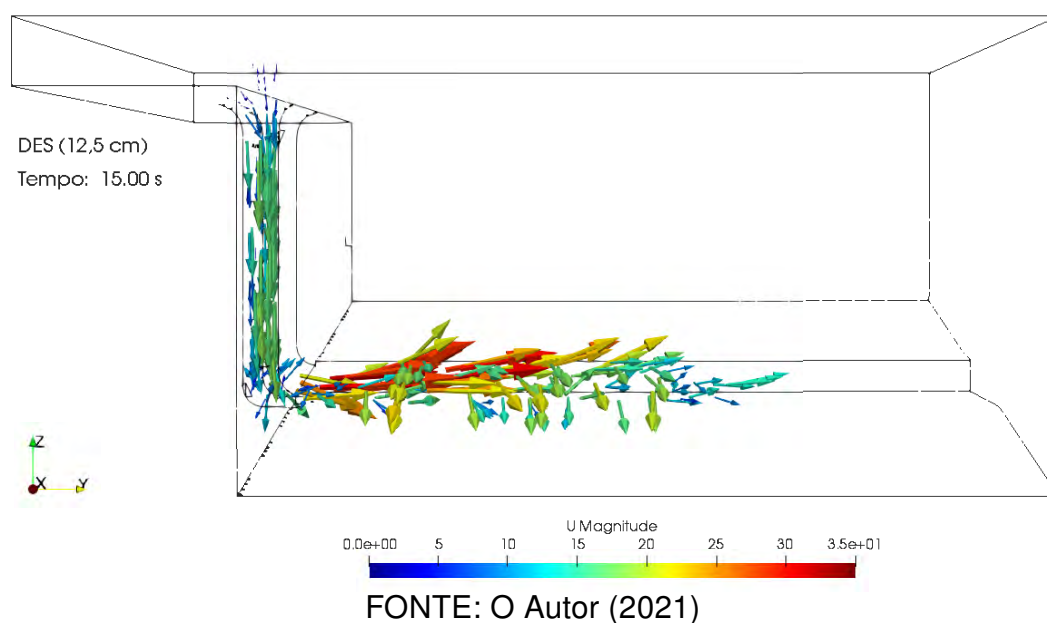 DES (12,5 cm)
Tempo: 15.00 s
Z
X Y
U Magnitude
0.0e+00 5 10 15 20 25 30 3.5e+01
FONTE: O Autor (2021)